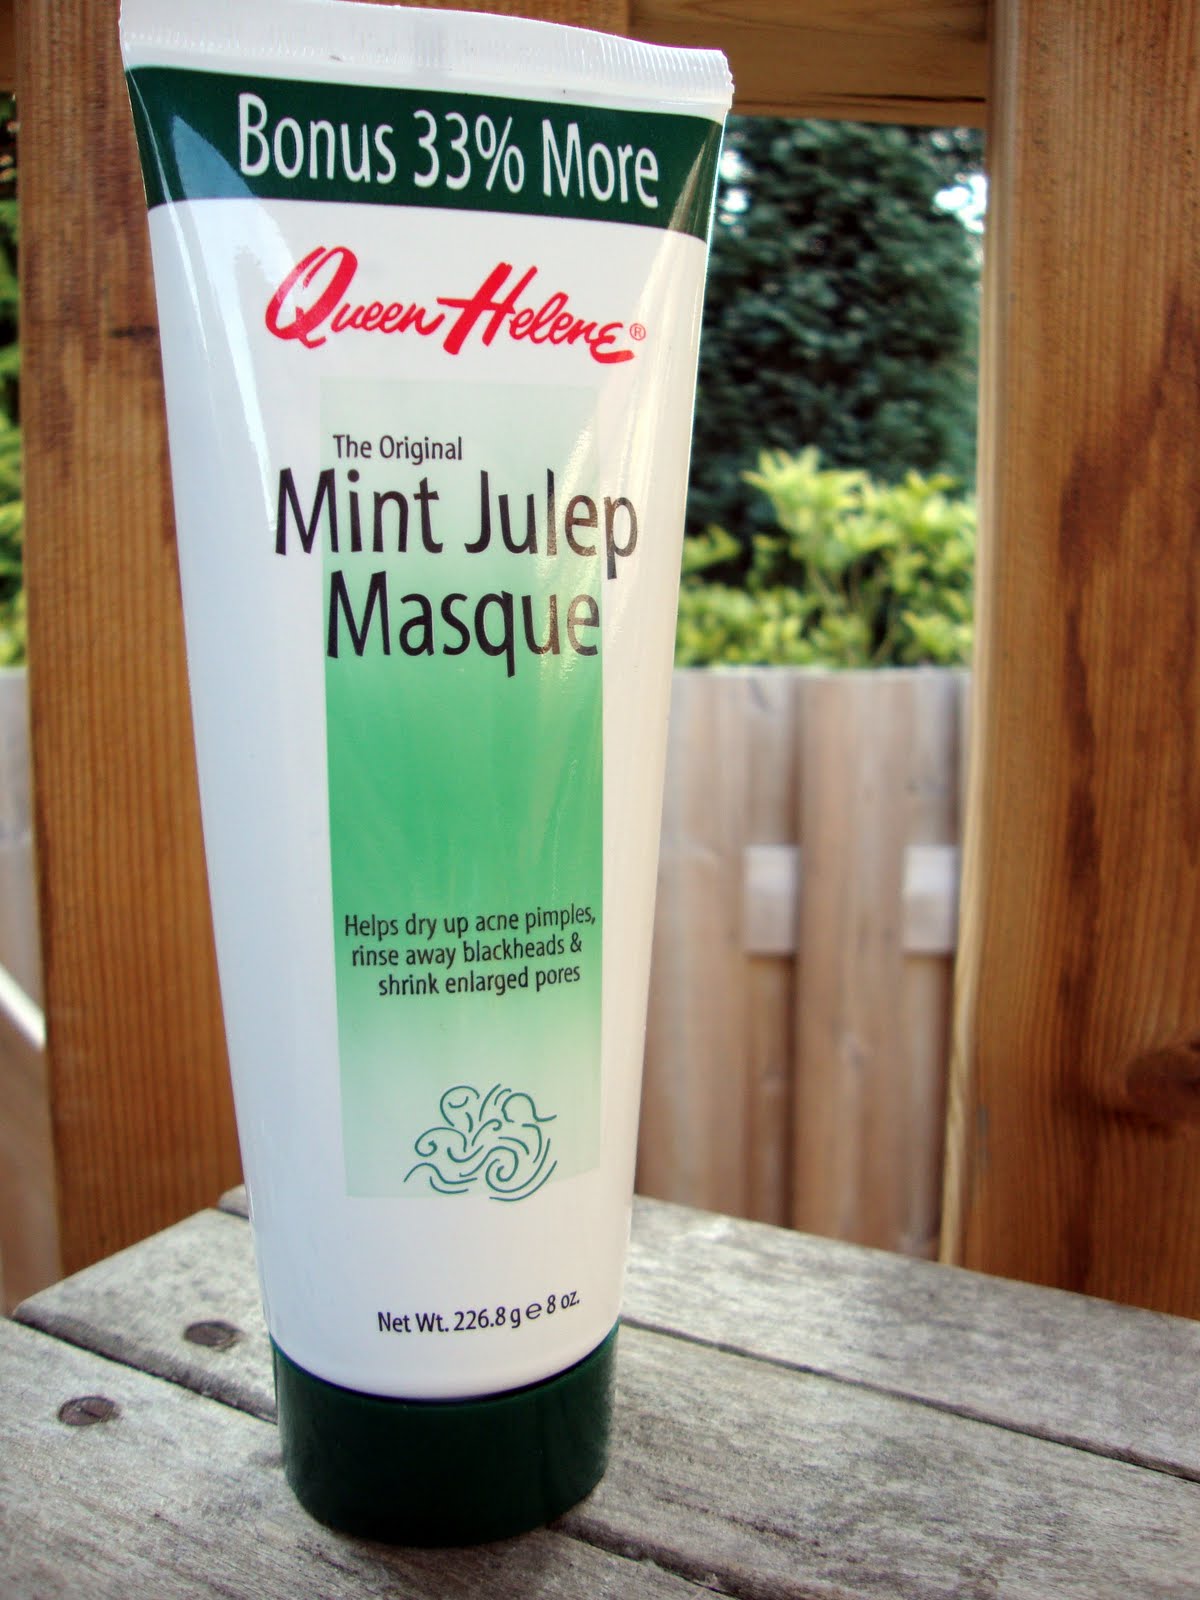 Bonus 33% More
Queen Helene®
The Original
Mint Julep
Masque
Helps dry up acne pimples,
rinse away blackheads &
shrink enlarged pores
Net Wt. 226.8 g ℮ 8 oz.